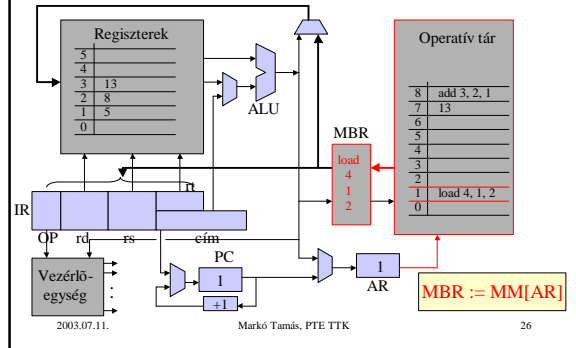 Regiszterek
5
4
3 13
2 8
1 5
0
ALU
Operatív tár
8 add 3, 2, 1
7 13
6
5
4
3
2
1 load 4, 1, 2
0
MBR
load
4
1
2
IR
rt
OP rd rs cím
Vezérlõ-
egység
PC
1
+1
1
AR
MBR := MM[AR]
2003.07.11. Markó Tamás, PTE TTK 26